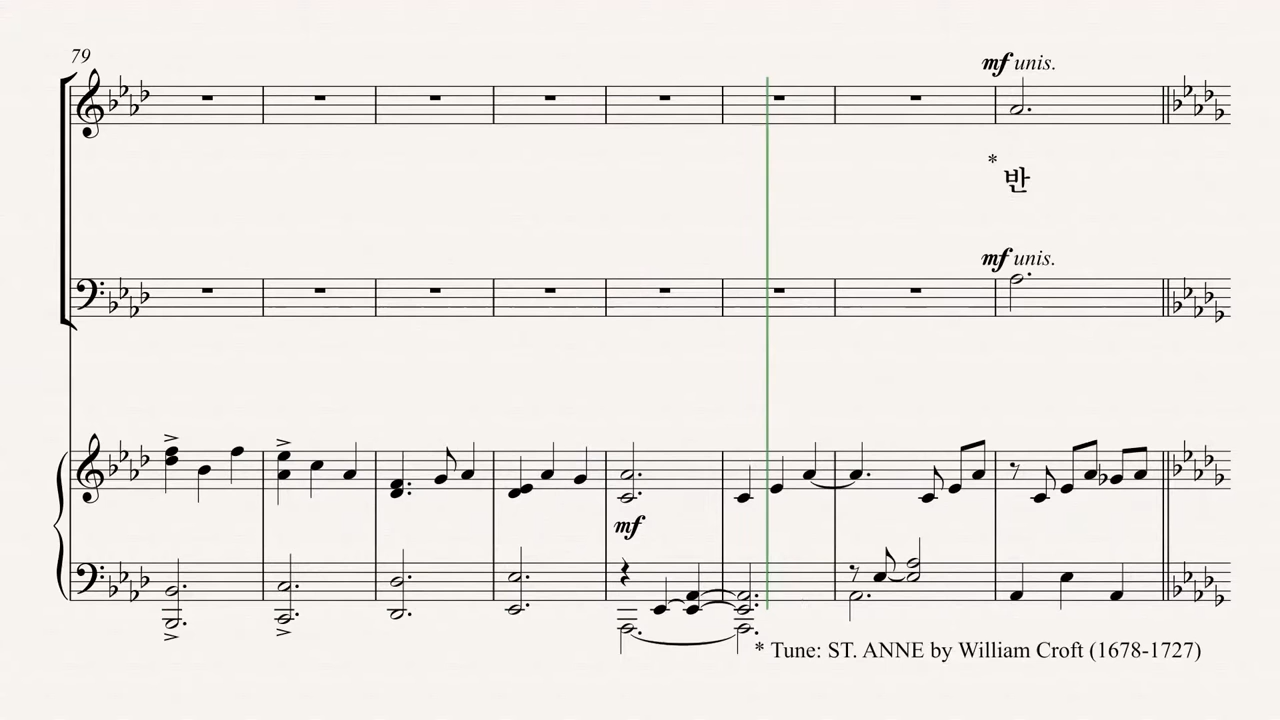 79
mf unis.
*
반
mf unis.
mf
* Tune: ST. ANNE by William Croft (1678-1727)